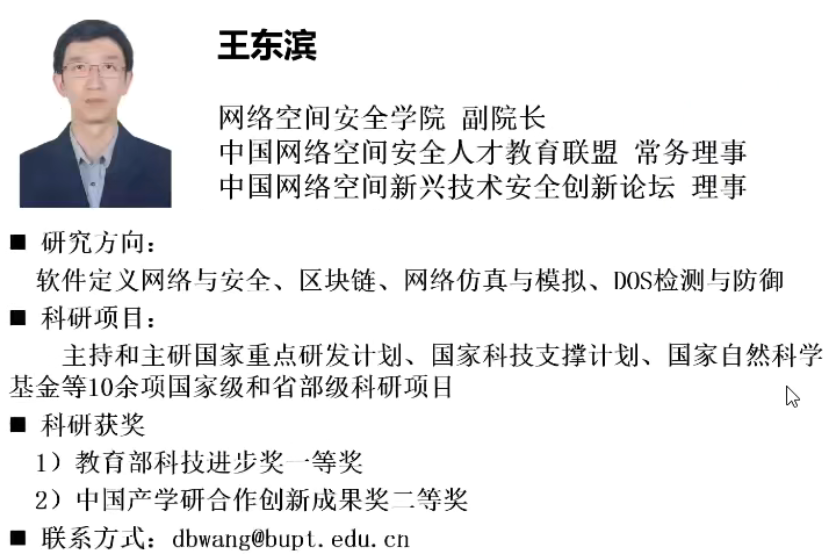 王东滨
网络空间安全学院 副院长
中国网络空间安全人才教育联盟 常务理事
中国网络空间新兴技术安全创新论坛 理事
■ 研究方向：
软件定义网络与安全、区块链、网络仿真与模拟、DOS检测与防御
■ 科研项目：
主持和主研国家重点研发计划、国家科技支撑计划、国家自然科学
基金等10余项国家级和省部级科研项目
■ 科研获奖
1）教育部科技进步奖一等奖
2）中国产学研合作创新成果奖二等奖
■ 联系方式：dbwang@bupt.edu.cn